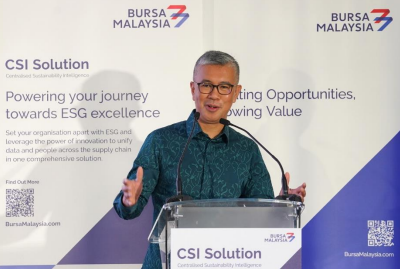 BURSA
MALAYSIA
BURSA
MALAYSIA
CSI Solution
Centralised Sustainability Intelligence
Powering your journey
towards ESG excellence
Set your organisation apart with ESG and
leverage the power of innovation to unify
data and people across the supply chain
in one comprehensive solution.
Find Out More
BursaMalaysia.com
ting Opportunities,
owing Value
BursaMalaysia.com
BURSA
MALAYSIA
CSI Solution